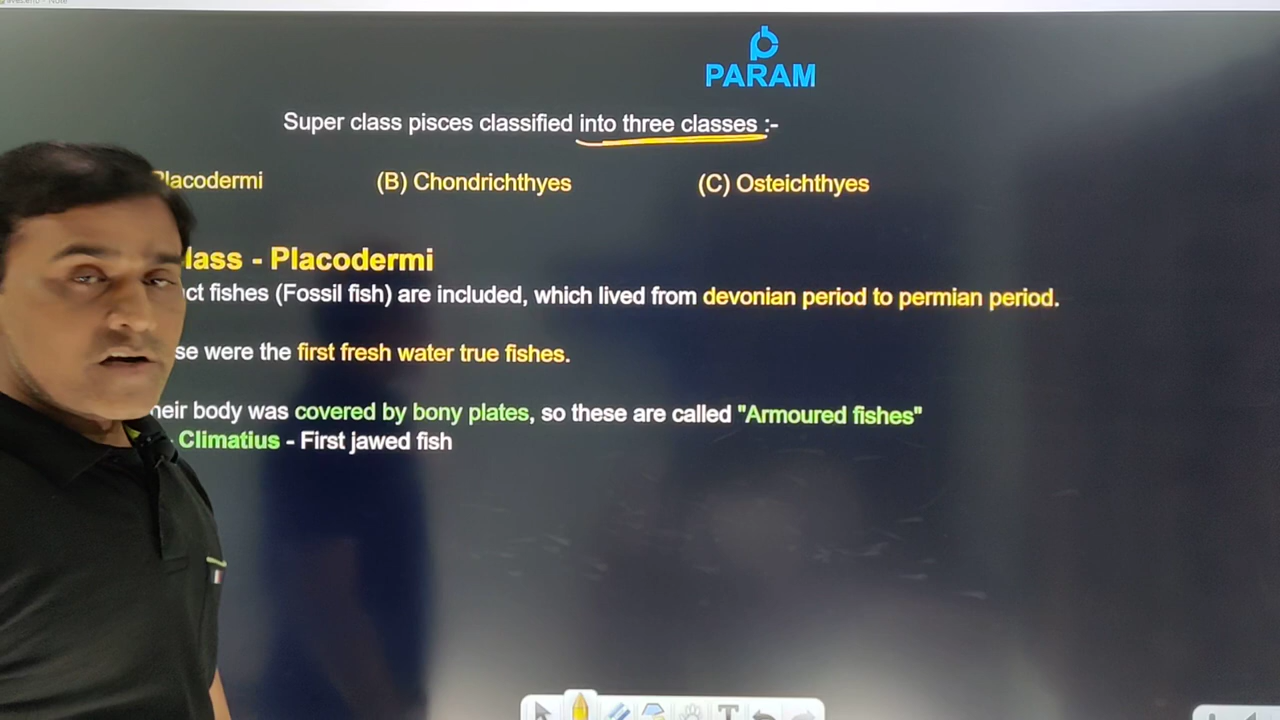 PARAM
Super class pisces classified into three classes :-
Placodermi (B) Chondrichthyes (C) Osteichthyes
lass - Placodermi
ct fishes (Fossil fish) are included, which lived from devonian period to permian period.
se were the first fresh water true fishes.
heir body was covered by bony plates, so these are called "Armoured fishes"
Climatius - First jawed fish
T